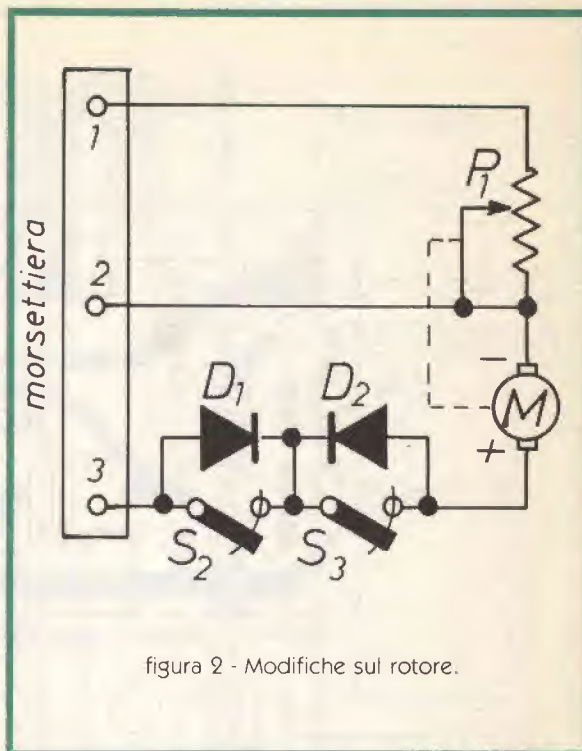 1
P₁
2
morsettiera
D₁ D₂
- M +
3
S₂ S₃
figura 2 - Modifiche sul rotore.